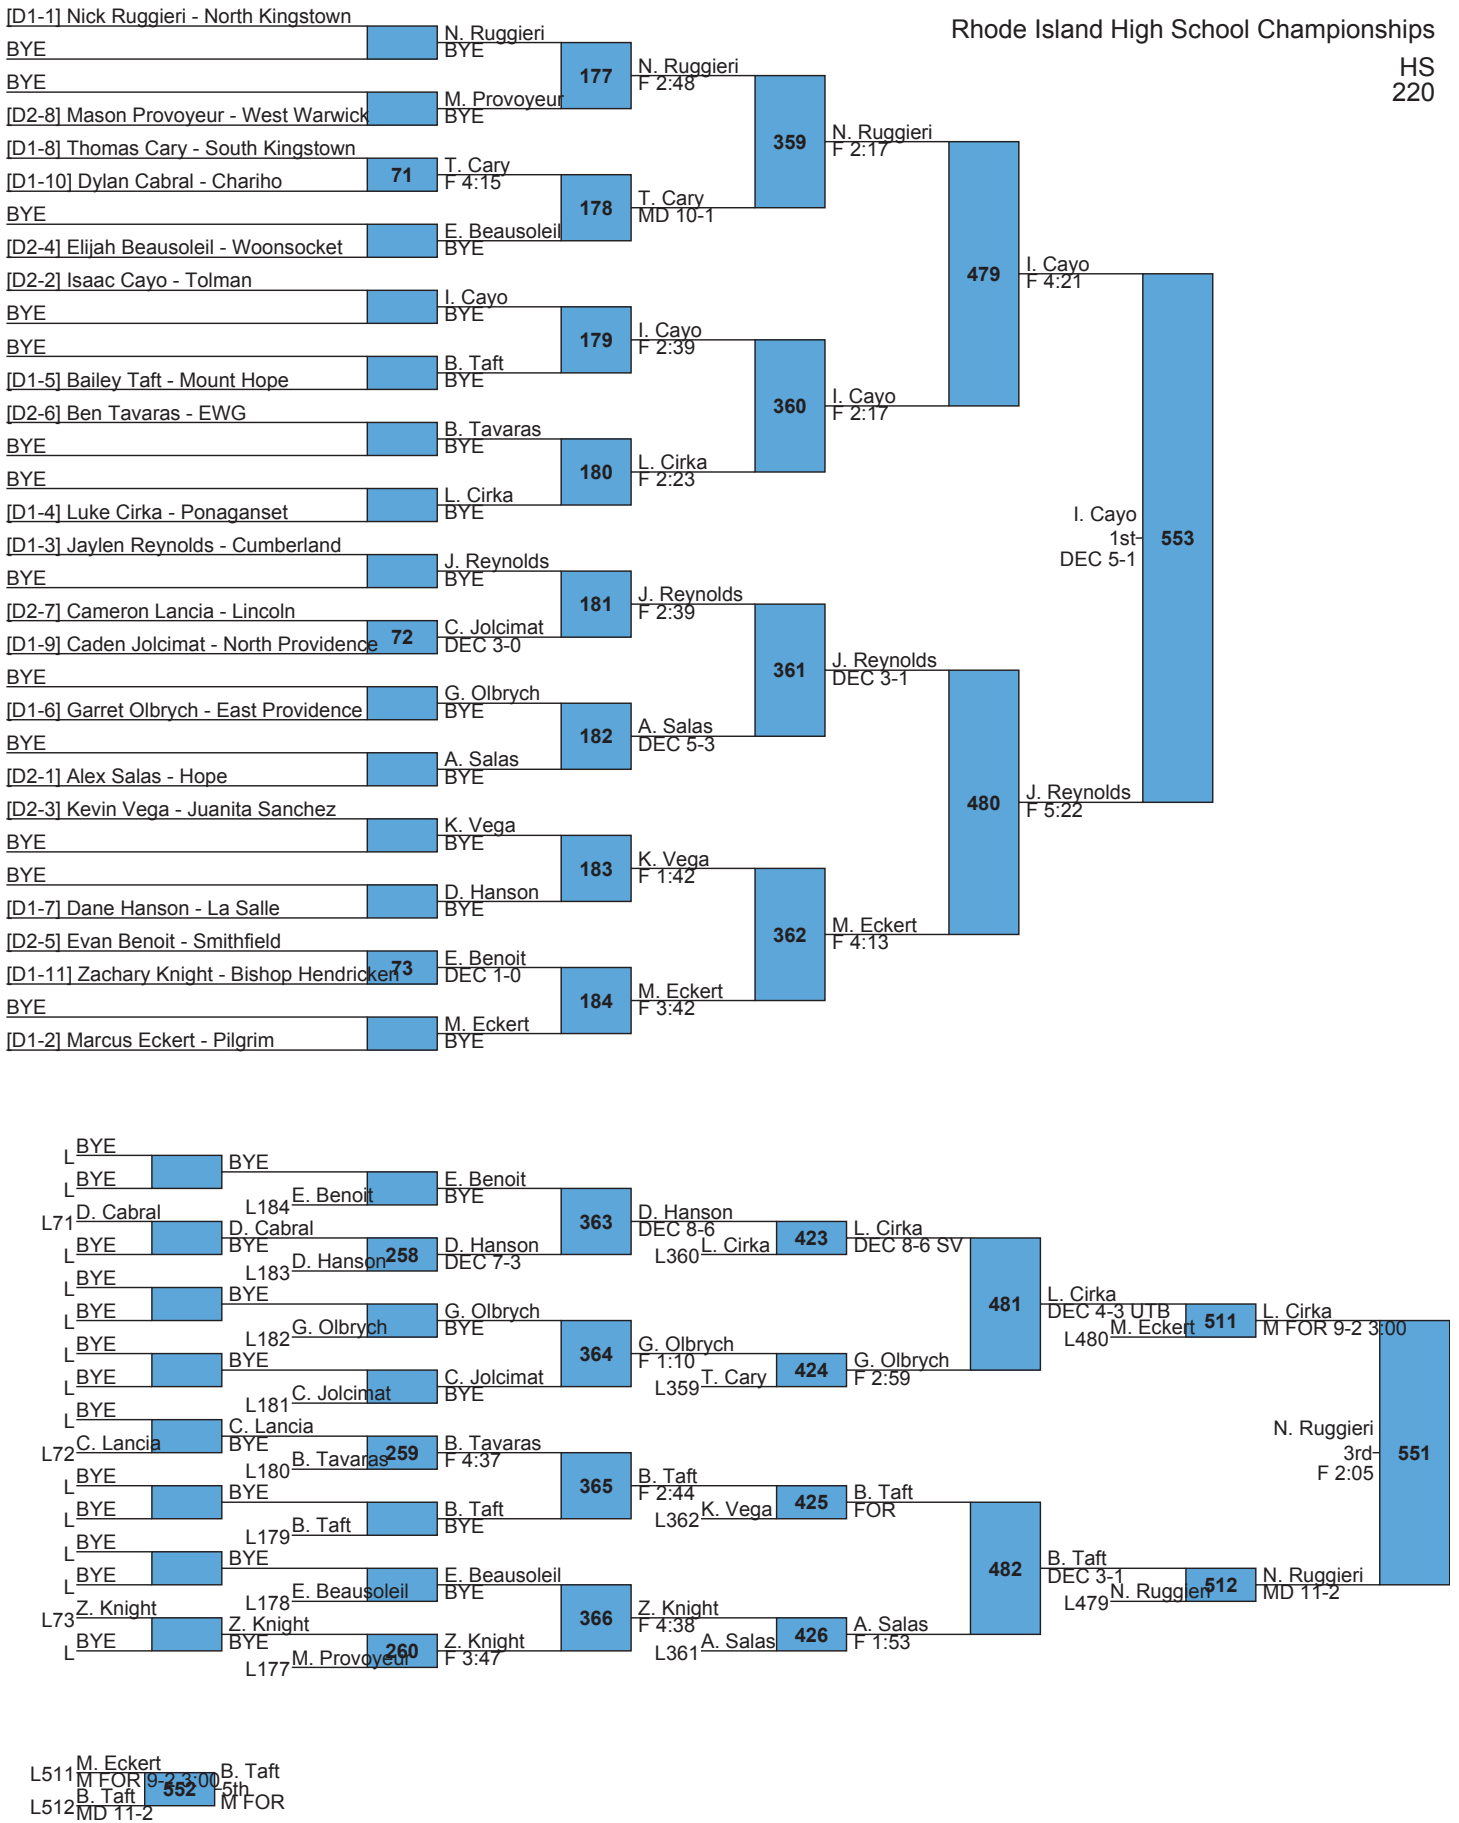 Rhode Island High School Championships
HS
220
[D1-1] Nick Ruggieri - North Kingstown
BYE
BYE
[D2-8] Mason Provoyeur - West Warwick
[D1-8] Thomas Cary - South Kingstown
[D1-10] Dylan Cabral - Chariho
BYE
[D2-4] Elijah Beausoleil - Woonsocket
[D2-2] Isaac Cayo - Tolman
BYE
BYE
[D1-5] Bailey Taft - Mount Hope
[D2-6] Ben Tavaras - EWG
BYE
BYE
[D1-4] Luke Cirka - Ponaganset
[D1-3] Jaylen Reynolds - Cumberland
BYE
[D2-7] Cameron Lancia - Lincoln
[D1-9] Caden Jolcimat - North Providence
BYE
[D1-6] Garret Olbrych - East Providence
BYE
[D2-1] Alex Salas - Hope
[D2-3] Kevin Vega - Juanita Sanchez
BYE
BYE
[D1-7] Dane Hanson - La Salle
[D2-5] Evan Benoit - Smithfield
[D1-11] Zachary Knight - Bishop Hendricken
BYE
[D1-2] Marcus Eckert - Pilgrim
71
72
73
N. Ruggieri
BYE
M. Provoyeur
BYE
T. Cary
F 4:15
E. Beausoleil
BYE
I. Cayo
BYE
B. Taft
BYE
B. Tavaras
BYE
L. Cirka
BYE
J. Reynolds
BYE
C. Jolcimat
DEC 3-0
G. Olbrych
BYE
A. Salas
BYE
K. Vega
BYE
D. Hanson
BYE
E. Benoit
DEC 1-0
M. Eckert
BYE
177
178
179
180
181
182
183
184
N. Ruggieri
F 2:48
T. Cary
MD 10-1
I. Cayo
F 2:39
L. Cirka
F 2:23
J. Reynolds
F 2:39
A. Salas
DEC 5-3
K. Vega
F 1:42
M. Eckert
F 3:42
359
360
361
362
N. Ruggieri
F 2:17
I. Cayo
F 2:17
J. Reynolds
DEC 3-1
M. Eckert
F 4:13
479
480
I. Cayo
F 4:21
J. Reynolds
F 5:22
553
I. Cayo
1st
DEC 5-1
L BYE
L BYE
L71 D. Cabral
L BYE
L BYE
L BYE
L BYE
L BYE
L BYE
L72 C. Lancia
L BYE
L BYE
L BYE
L BYE
L73 Z. Knight
L BYE
BYE
L184 E. Benoit
D. Cabral
BYE
L183 D. Hanson
BYE
L182 G. Olbrych
BYE
L181 C. Jolcimat
C. Lancia
BYE
L180 B. Tavaras
BYE
L179 B. Taft
BYE
L178 E. Beausoleil
Z. Knight
BYE
L177 M. Provoyeur
258
259
260
E. Benoit
BYE
D. Hanson
DEC 7-3
G. Olbrych
BYE
C. Jolcimat
BYE
B. Tavaras
F 4:37
B. Taft
BYE
E. Beausoleil
BYE
Z. Knight
F 3:47
363
364
365
366
D. Hanson
DEC 8-6
L360 L. Cirka
G. Olbrych
F 1:10
L359 T. Cary
B. Taft
F 2:44
L362 K. Vega
Z. Knight
F 4:38
L361 A. Salas
423
424
425
426
L. Cirka
DEC 8-6 SV
G. Olbrych
F 2:59
B. Taft
FOR
A. Salas
F 1:53
481
482
L. Cirka
DEC 4-3 UTB
L480 M. Eckert
B. Taft
DEC 3-1
L479 N. Ruggieri
511
512
L. Cirka
M FOR 9-2 3:00
N. Ruggieri
MD 11-2
551
N. Ruggieri
3rd
F 2:05
L511 M. Eckert
M FOR 9-2 3:00
L512 B. Taft
MD 11-2
552
B. Taft
5th
M FOR